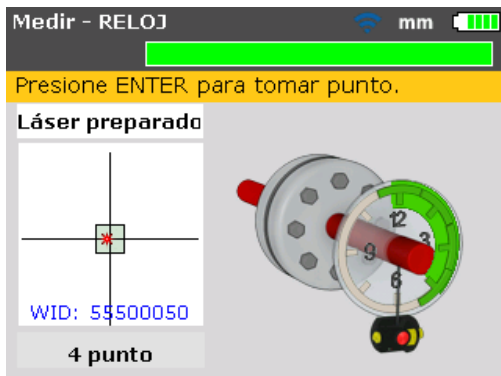 Medir - RELOJ mm
Presione ENTER para tomar punto.
Láser preparado
12
3
9
6
WID: 55500050
4 punto